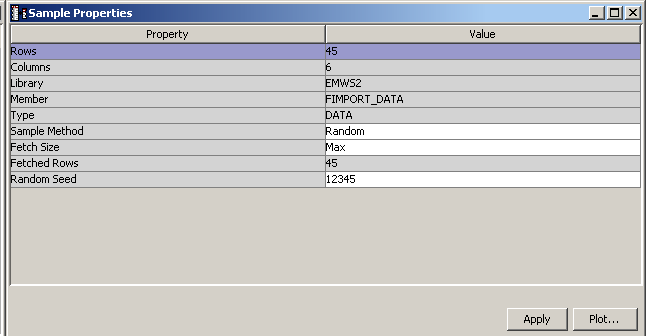 Sample Properties
Property Value
Rows 45
Columns 6
Library EMWS2
Member FIMPORT_DATA
Type DATA
Sample Method Random
Fetch Size Max
Fetched Rows 45
Random Seed 12345
Apply Plot...